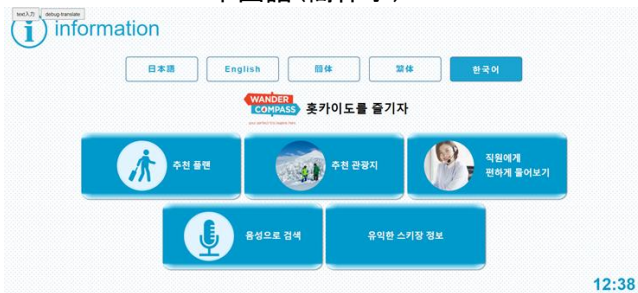 text入力 debug-translate
information
日本語 English 簡体 繁体 한국어
WANDER
COMPASS 홋카이도를 즐기자
추천 플랜
추천 관광지
직원에게
편하게 물어보기
음성으로 검색
유익한 스키장 정보
12:38